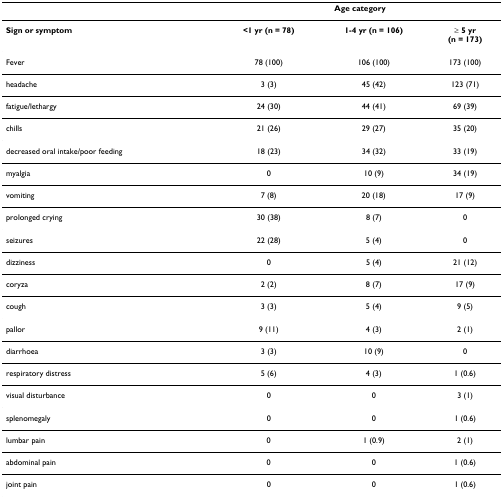 Age category
Sign or symptom <1 yr (n = 78) 1-4 yr (n = 106) ≥ 5 yr
(n = 173)
Fever 78 (100) 106 (100) 173 (100)
headache 3 (3) 45 (42) 123 (71)
fatigue/lethargy 24 (30) 44 (41) 69 (39)
chills 21 (26) 29 (27) 35 (20)
decreased oral intake/poor feeding 18 (23) 34 (32) 33 (19)
myalgia 0 10 (9) 34 (19)
vomiting 7 (8) 20 (18) 17 (9)
prolonged crying 30 (38) 8 (7) 0
seizures 22 (28) 5 (4) 0
dizziness 0 5 (4) 21 (12)
coryza 2 (2) 8 (7) 17 (9)
cough 3 (3) 5 (4) 9 (5)
pallor 9 (11) 4 (3) 2 (1)
diarrhoea 3 (3) 10 (9) 0
respiratory distress 5 (6) 4 (3) 1 (0.6)
visual disturbance 0 0 3 (1)
splenomegaly 0 0 1 (0.6)
lumbar pain 0 1 (0.9) 2 (1)
abdominal pain 0 0 1 (0.6)
joint pain 0 0 1 (0.6)